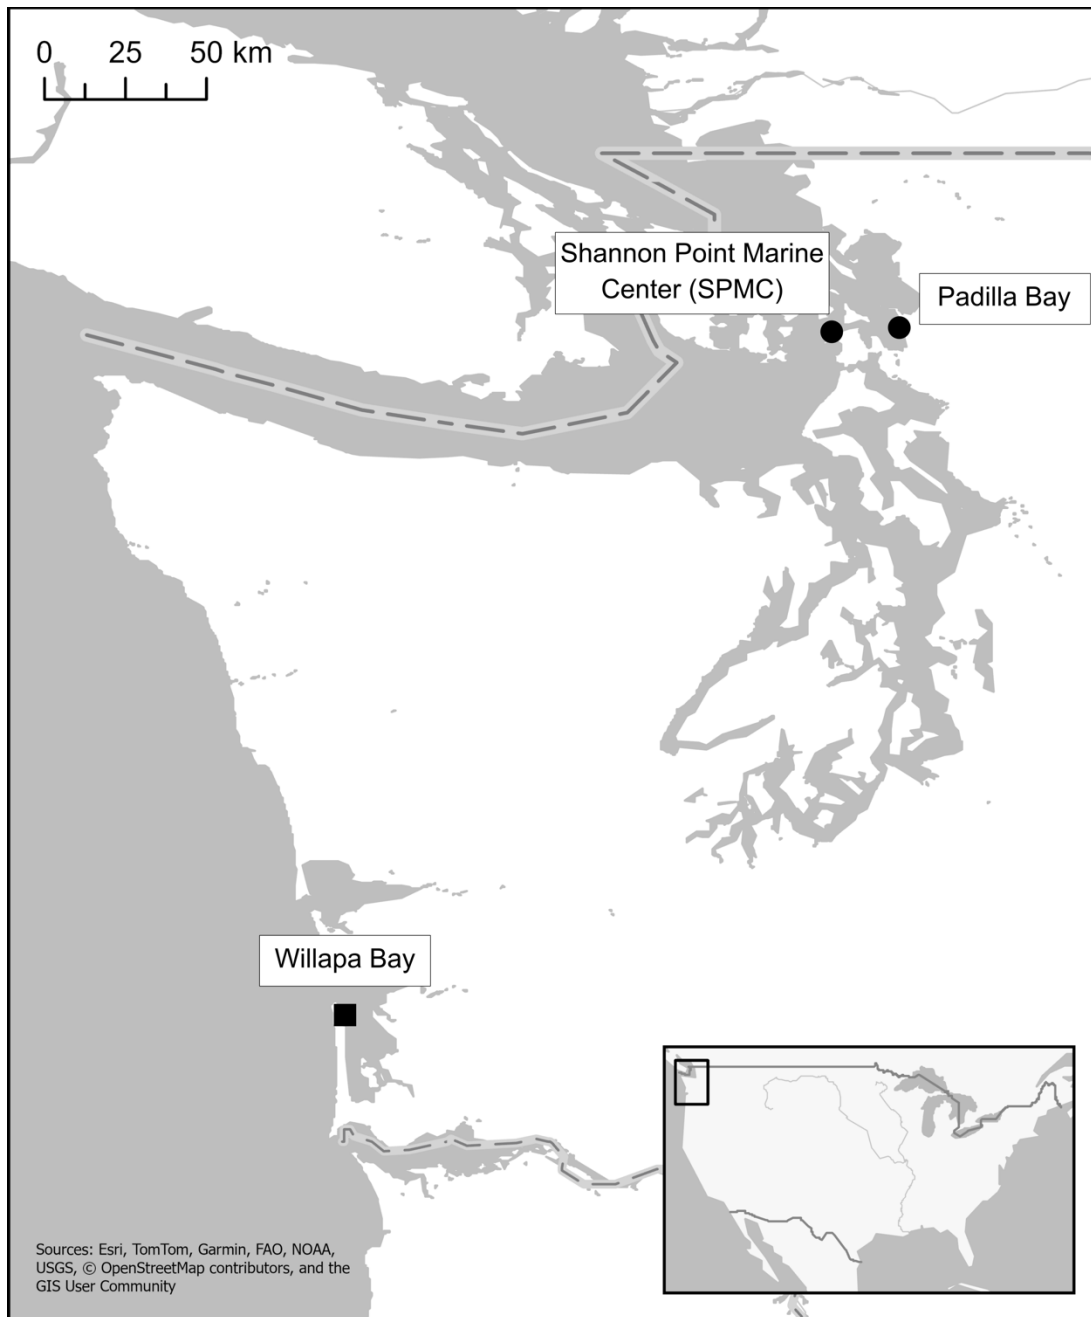 0 25 50 km
Shannon Point Marine
Center (SPMC)
Padilla Bay
Willapa Bay
Sources: Esri, TomTom, Garmin, FAO, NOAA,
USGS, © OpenStreetMap contributors, and the
GIS User Community